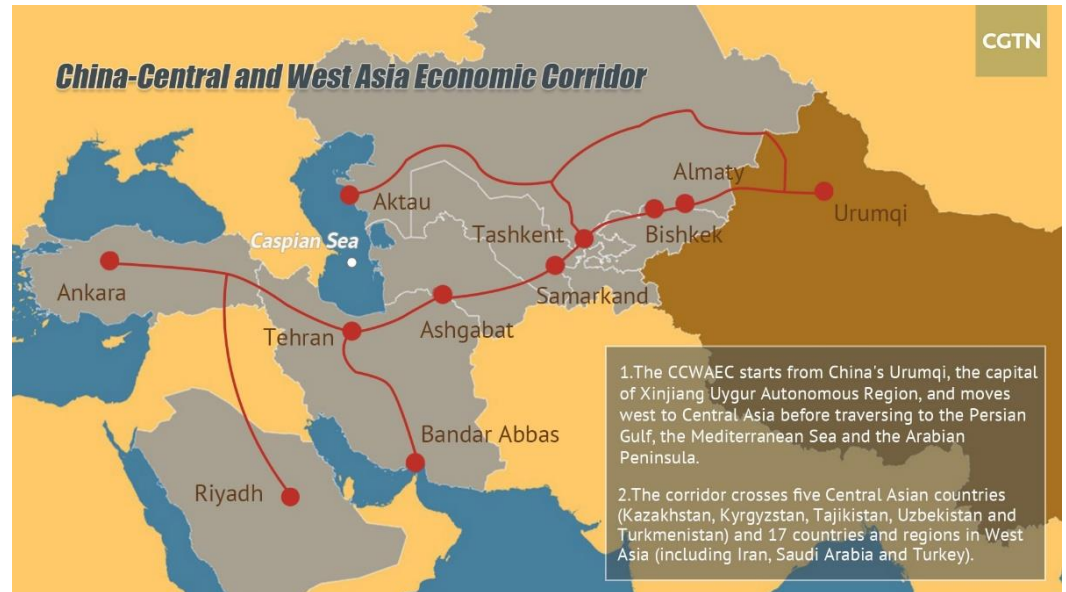 CGTN
China-Central and West Asia Economic Corridor
Almaty
Aktau
Urumqi
Tashkent
Bishkek
Caspian Sea
Ankara
Samarkand
Tehran
Ashgabat
Bandar Abbas
Riyadh
1.The CCWAEC starts from China's Urumqi, the capital
of Xinjiang Uygur Autonomous Region, and moves
west to Central Asia before traversing to the Persian
Gulf, the Mediterranean Sea and the Arabian
Peninsula.
2.The corridor crosses five Central Asian countries
(Kazakhstan, Kyrgyzstan, Tajikistan, Uzbekistan and
Turkmenistan) and 17 countries and regions in West
Asia (including Iran, Saudi Arabia and Turkey).